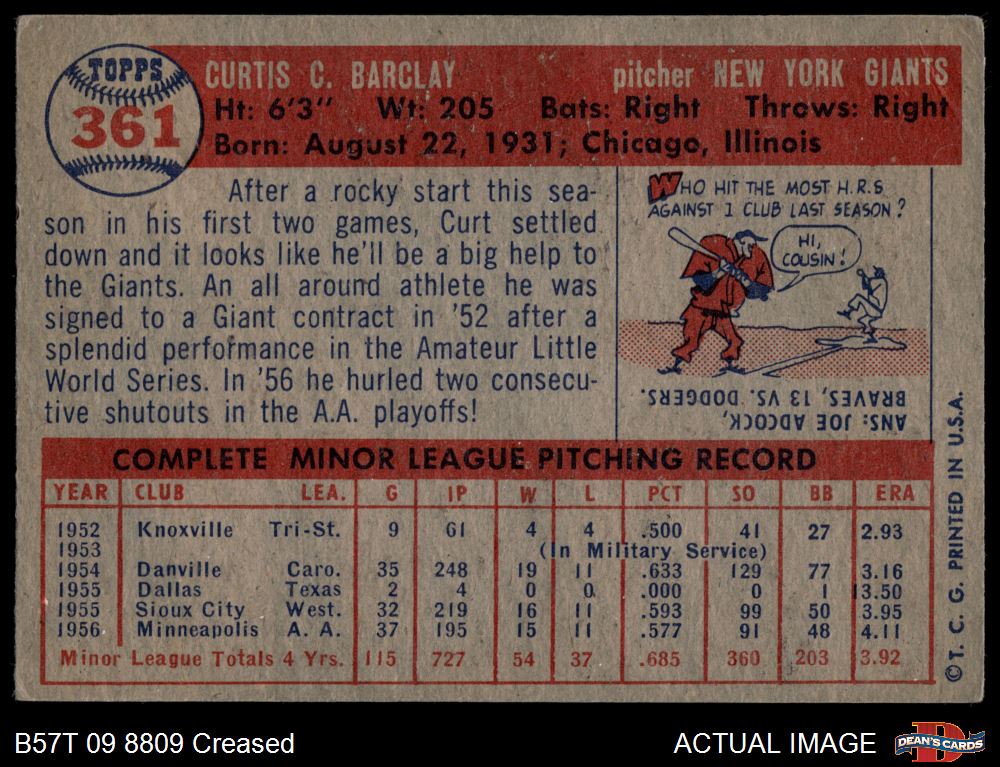 TOPPS
361
CURTIS C. BARCLAY pitcher NEW YORK GIANTS
Ht: 6'3" Wt: 205 Bats: Right Throws: Right
Born: August 22, 1931; Chicago, Illinois
After a rocky start this sea-
son in his first two games, Curt settled
down and it looks like he'll be a big help to
the Giants. An all around athlete he was
signed to a Giant contract in '52 after a
splendid performance in the Amateur Little
World Series. In '56 he hurled two consecu-
tive shutouts in the A.A. playoffs!
WHO HIT THE MOST H.R.S
AGAINST 1 CLUB LAST SEASON?
HI,
COUSIN!
ANS: JOE ADCOCK,
BRAVES, 13 VS. DODGERS.
COMPLETE MINOR LEAGUE PITCHING RECORD
YEAR CLUB LEA. G IP W L PCT SO BB ERA
1952 Knoxville Tri-St. 9 61 4 4 .500 41 27 2.93
1953 (In Military Service)
1954 Danville Caro. 35 248 19 11 .633 129 77 3.16
1955 Dallas Texas 2 4 0 0 .000 0 1 13.50
1955 Sioux City West. 32 219 16 11 .593 99 50 3.95
1956 Minneapolis A. A. 37 195 15 11 .577 91 48 4.11
Minor League Totals 4 Yrs. 115 727 54 37 .685 360 203 3.92
©T. C. G. PRINTED IN U.S.A.
B57T 09 8809 Creased
ACTUAL IMAGE
DEAN'S CARDS